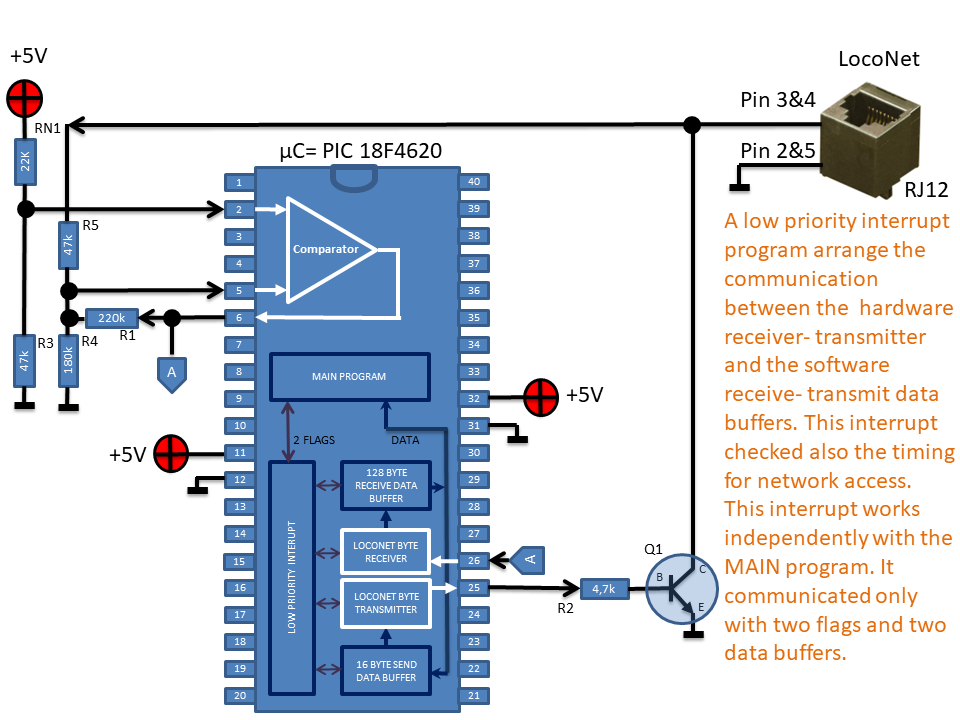 +5V
LocoNet
Pin 3&4
RN1
22K
µC= PIC 18F4620
Pin 2&5
RJ12
1
40
2
39
3
38
4
37
5
36
6
35
7
34
8
33
9
32
10
31
11
30
12
29
13
28
14
27
15
26
16
25
17
24
18
23
19
22
20
21
Comparator
R5
47k
220k
R1
R3
47k
R4
180k
A
MAIN PROGRAM
+5V
2 FLAGS
DATA
+5V
128 BYTE
RECEIVE DATA
BUFFER
LOW PRIORITY INTERUPT
LOCONET BYTE
RECEIVER
A
LOCONET BYTE
TRANSMITTER
16 BYTE SEND
DATA BUFFER
R2
4,7k
Q1
B
C
E
A low priority interrupt
program arrange the
communication
between the hardware
receiver- transmitter
and the software
receive- transmit data
buffers. This interrupt
checked also the timing
for network access.
This interrupt works
independently with the
MAIN program. It
communicated only
with two flags and two
data buffers.